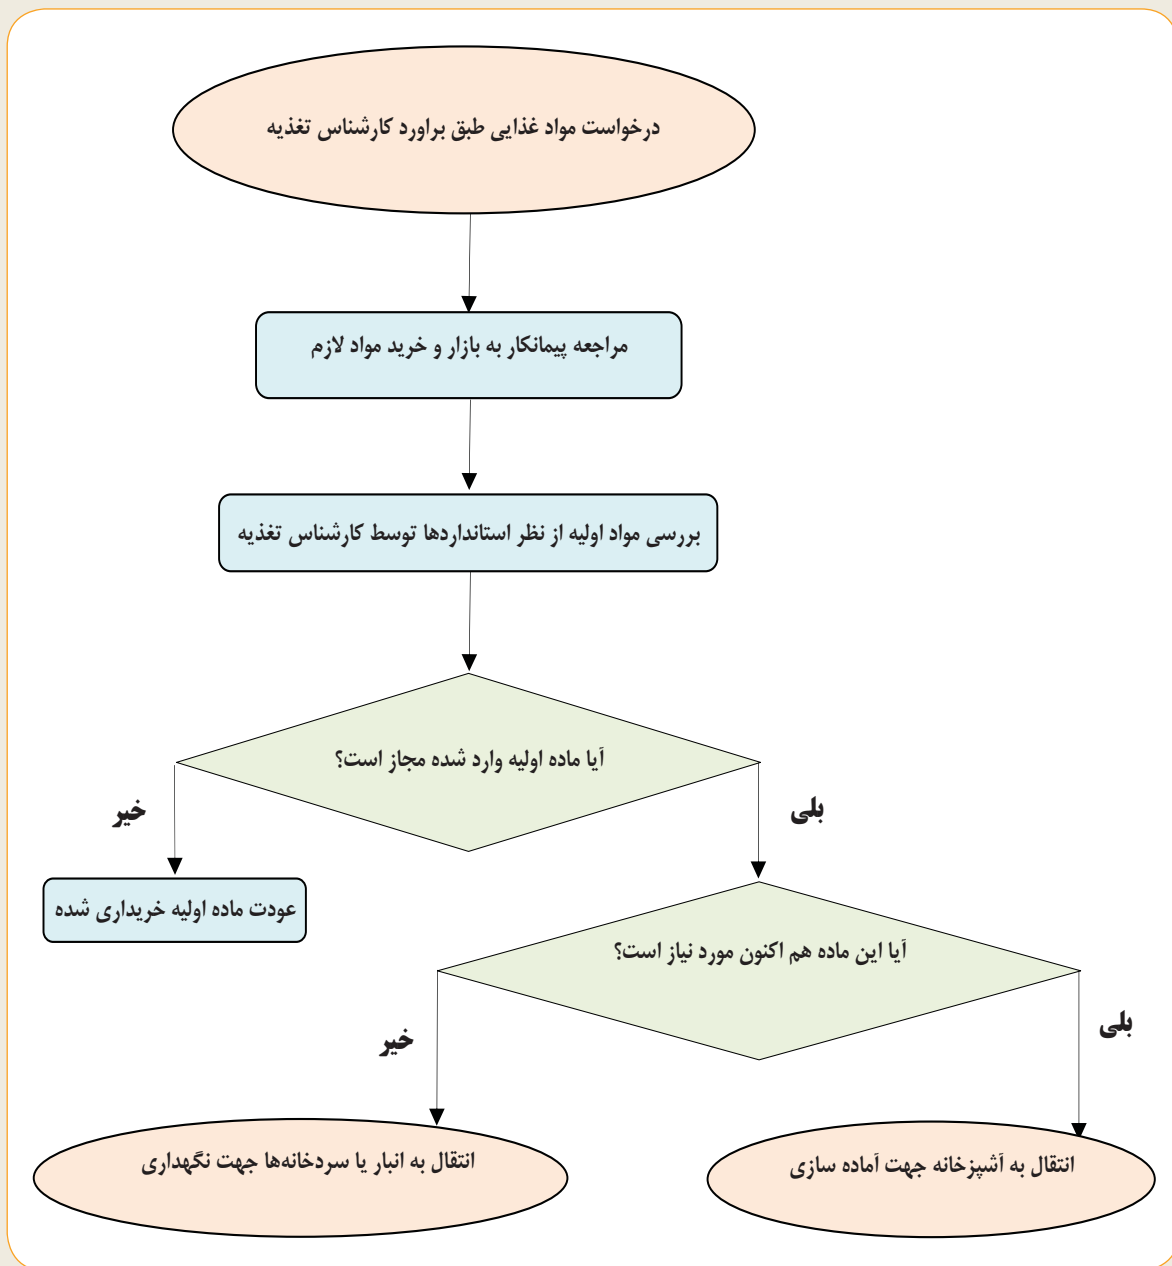 درخواست مواد غذایی طبق براورد کارشناس تغذیه
مراجعه پیمانکار به بازار و خرید مواد لازم
بررسی مواد اولیه از نظر استانداردها توسط کارشناس تغذیه
آیا ماده اولیه وارد شده مجاز است؟
بلی
خیر
عودت ماده اولیه خریداری شده
آیا این ماده هم اکنون مورد نیاز است؟
بلی
خیر
انتقال به آشپزخانه جهت آماده سازی
انتقال به انبار یا سردخانه‌ها جهت نگهداری